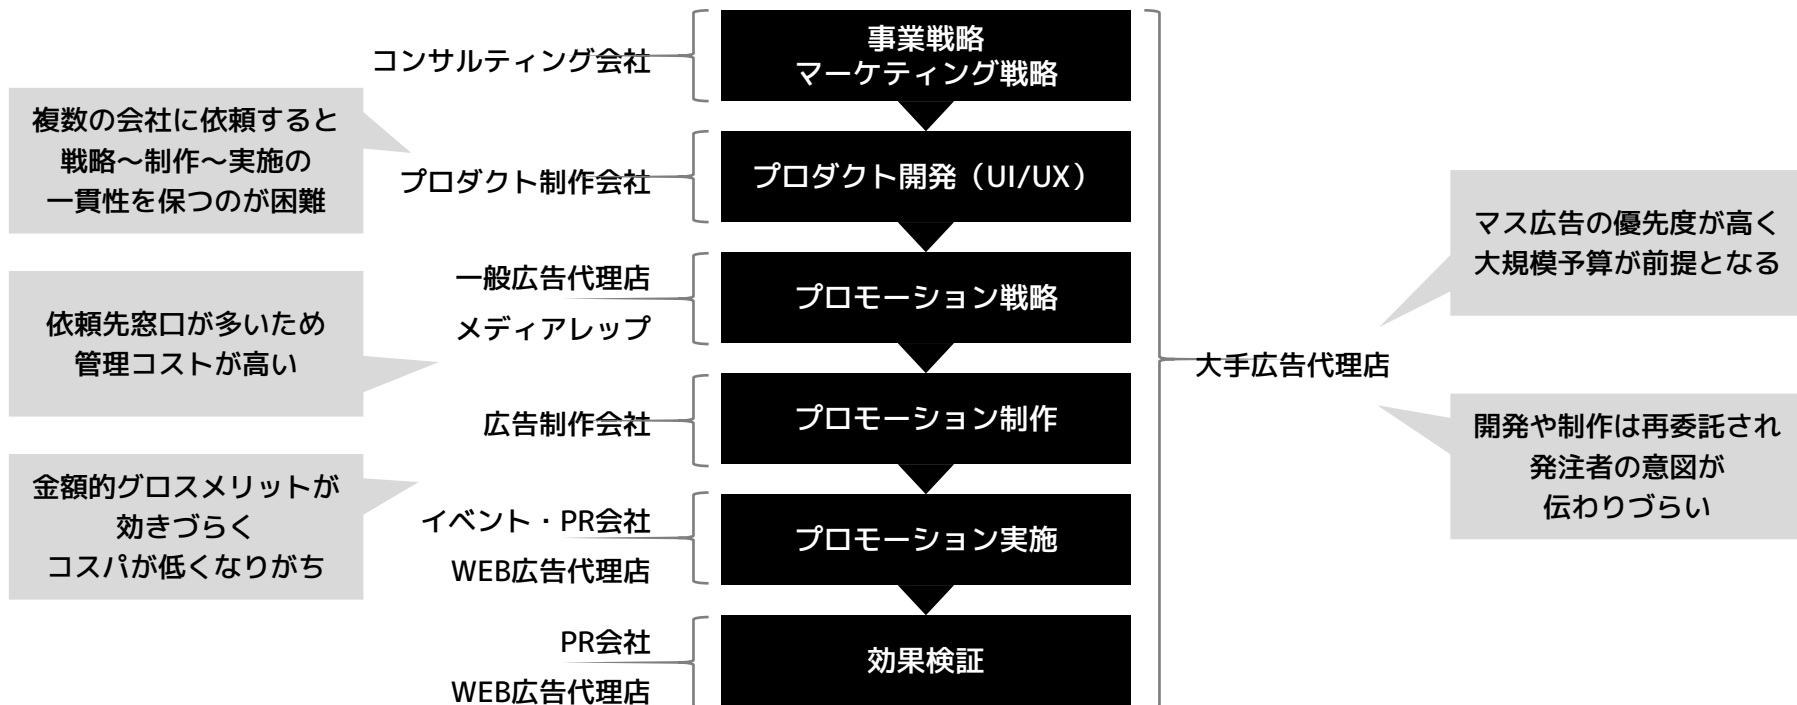 コンサルティング会社
事業戦略
マーケティング戦略
複数の会社に依頼すると
戦略〜制作〜実施の
一貫性を保つのが困難
プロダクト制作会社
プロダクト開発（UI/UX）
一般広告代理店
メディアレップ
プロモーション戦略
依頼先窓口が多いため
管理コストが高い
広告制作会社
プロモーション制作
金額的グロスメリットが
効きづらく
コスパが低くなりがち
イベント・PR会社
WEB広告代理店
プロモーション実施
PR会社
WEB広告代理店
効果検証
大手広告代理店
マス広告の優先度が高く
大規模予算が前提となる
開発や制作は再委託され
発注者の意図が
伝わりづらい